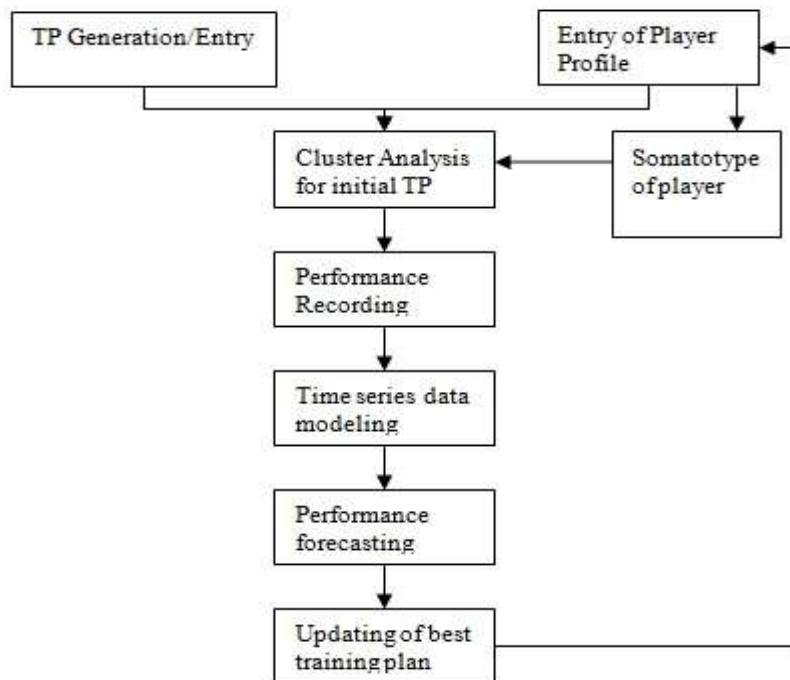 TP Generation/Entry
Entry of Player
Profile
Cluster Analysis
for initial TP
Somatotype
of player
Performance
Recording
Time series data
modeling
Performance
forecasting
Updating of best
training plan